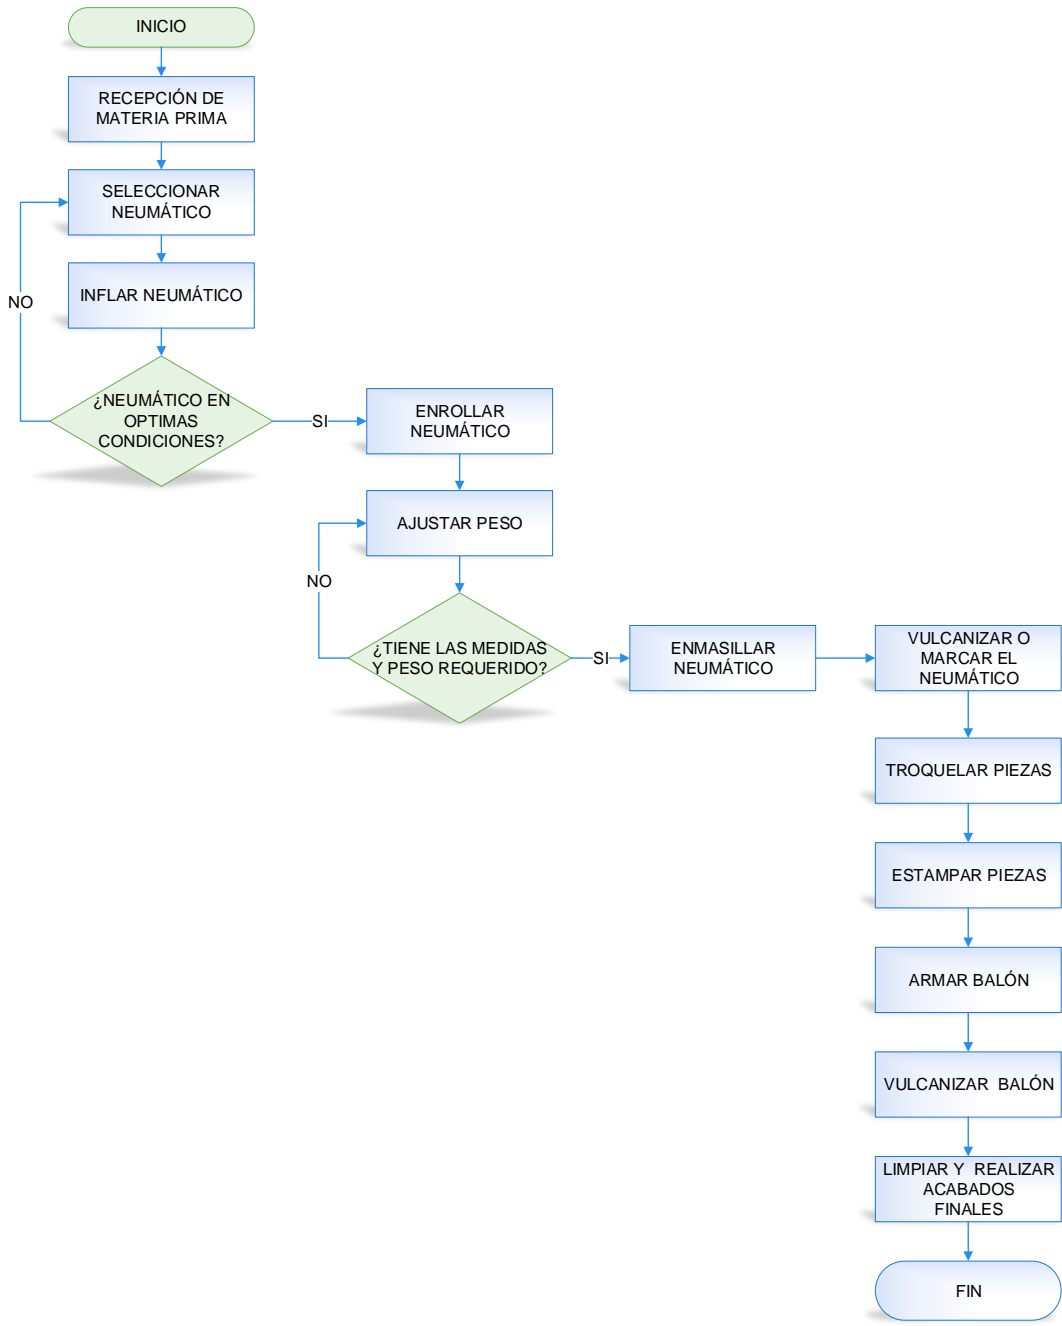 INICIO
RECEPCIÓN DE
MATERIA PRIMA
SELECCIONAR
NEUMÁTICO
INFLAR NEUMÁTICO
NO
¿NEUMÁTICO EN
OPTIMAS
CONDICIONES?
SI
ENROLLAR
NEUMÁTICO
AJUSTAR PESO
NO
¿TIENE LAS MEDIDAS
Y PESO REQUERIDO?
SI
ENMASILLAR
NEUMÁTICO
VULCANIZAR O
MARCAR EL
NEUMÁTICO
TROQUELAR PIEZAS
ESTAMPAR PIEZAS
ARMAR BALÓN
VULCANIZAR  BALÓN
LIMPIAR Y  REALIZAR
ACABADOS
FINALES
FIN